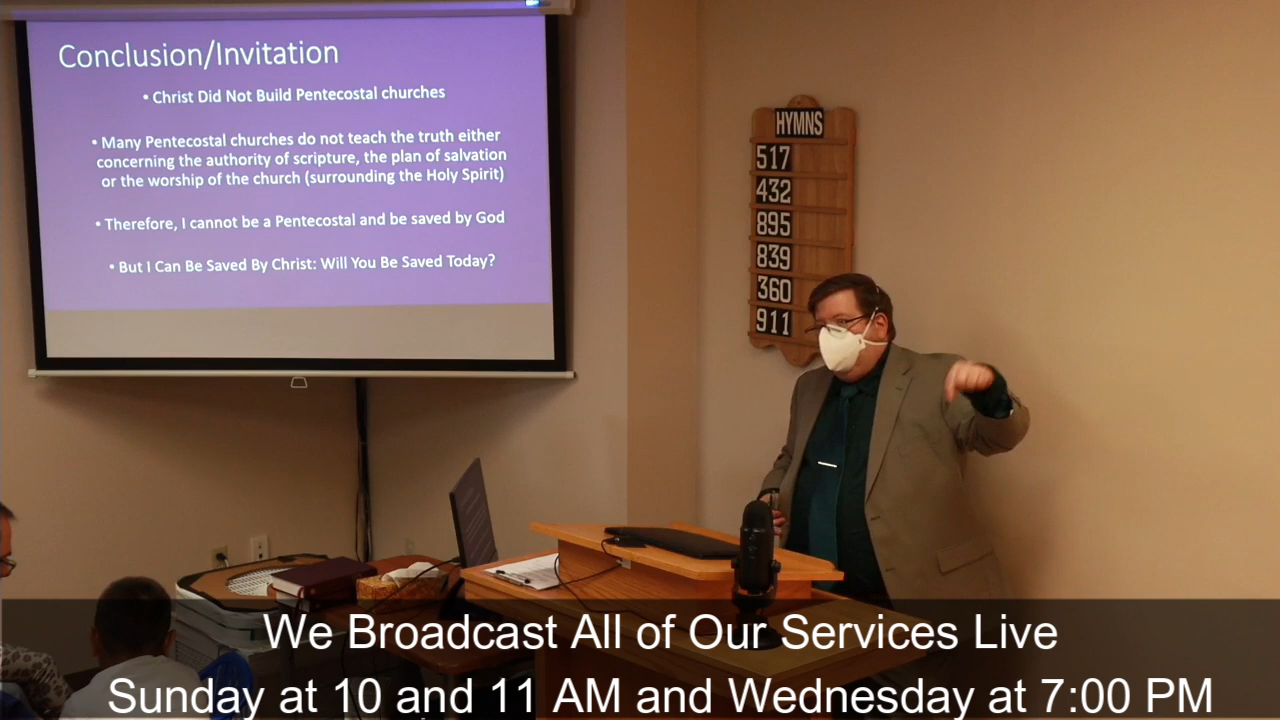 Conclusion/Invitation
• Christ Did Not Build Pentecostal churches
• Many Pentecostal churches do not teach the truth either
concerning the authority of scripture, the plan of salvation
or the worship of the church (surrounding the Holy Spirit)
• Therefore, I cannot be a Pentecostal and be saved by God
• But I Can Be Saved By Christ: Will You Be Saved Today?
HYMNS
517
432
895
839
360
911
We Broadcast All of Our Services Live
Sunday at 10 and 11 AM and Wednesday at 7:00 PM